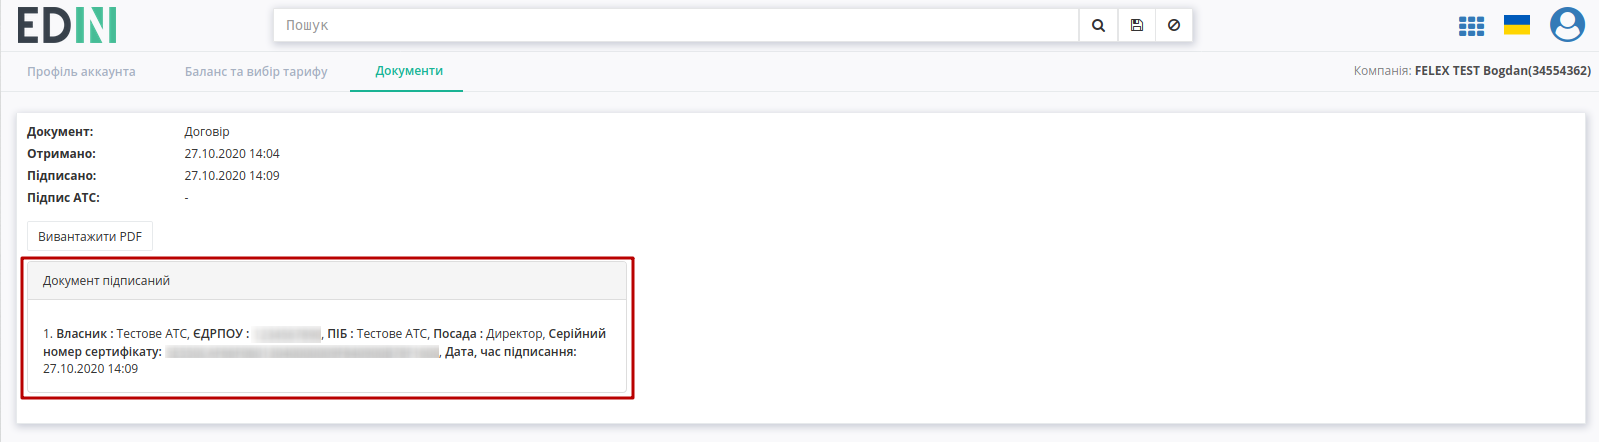 EDIN
Пошук
Профіль аккаунта Баланс та вибір тарифу Документи Компанія: FELEX TEST Bogdan(34554362)
Документ: Договір
Отримано: 27.10.2020 14:04
Підписано: 27.10.2020 14:09
Підпис АТС: -
Вивантажити PDF
Документ підписаний
1. Власник : Тестове АТС, ЄДРПОУ : , ПІБ : Тестове АТС, Посада : Директор, Серійний
номер сертифікату: , Дата, час підписання:
27.10.2020 14:09